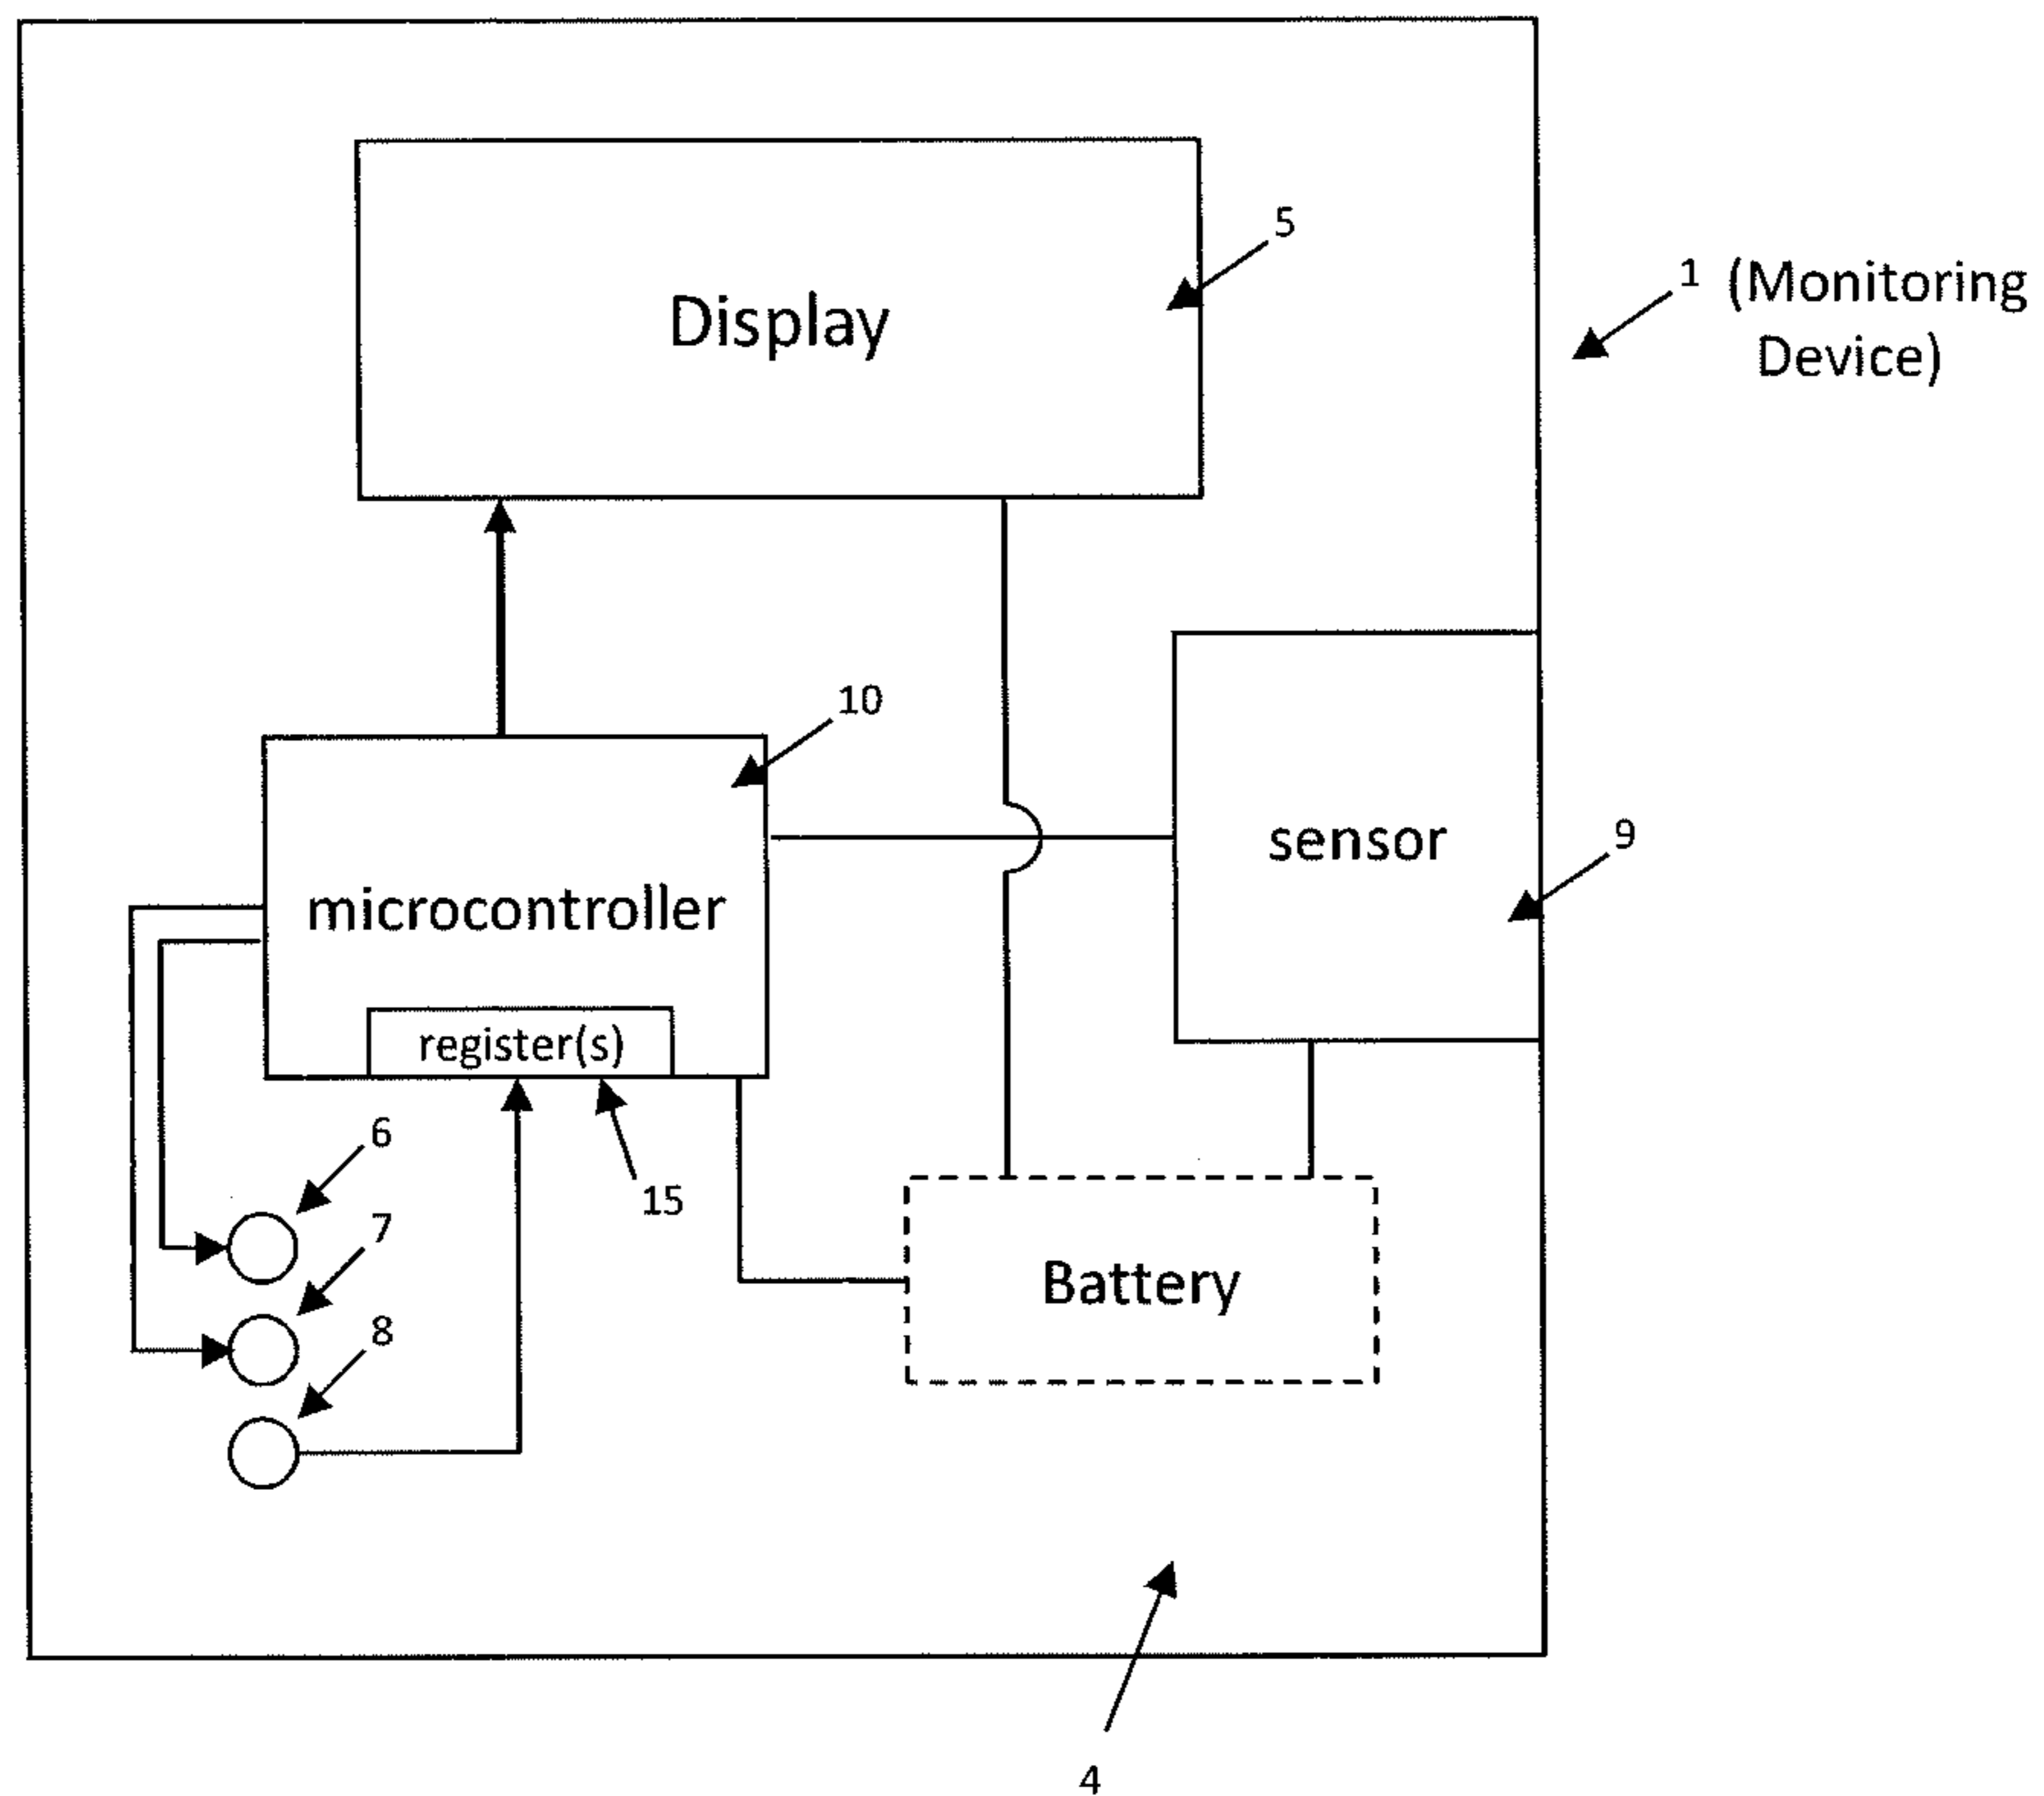 5
1 (Monitoring
Device)
Display
10
sensor
9
microcontroller
register(s)
6
15
7
Battery
8
4